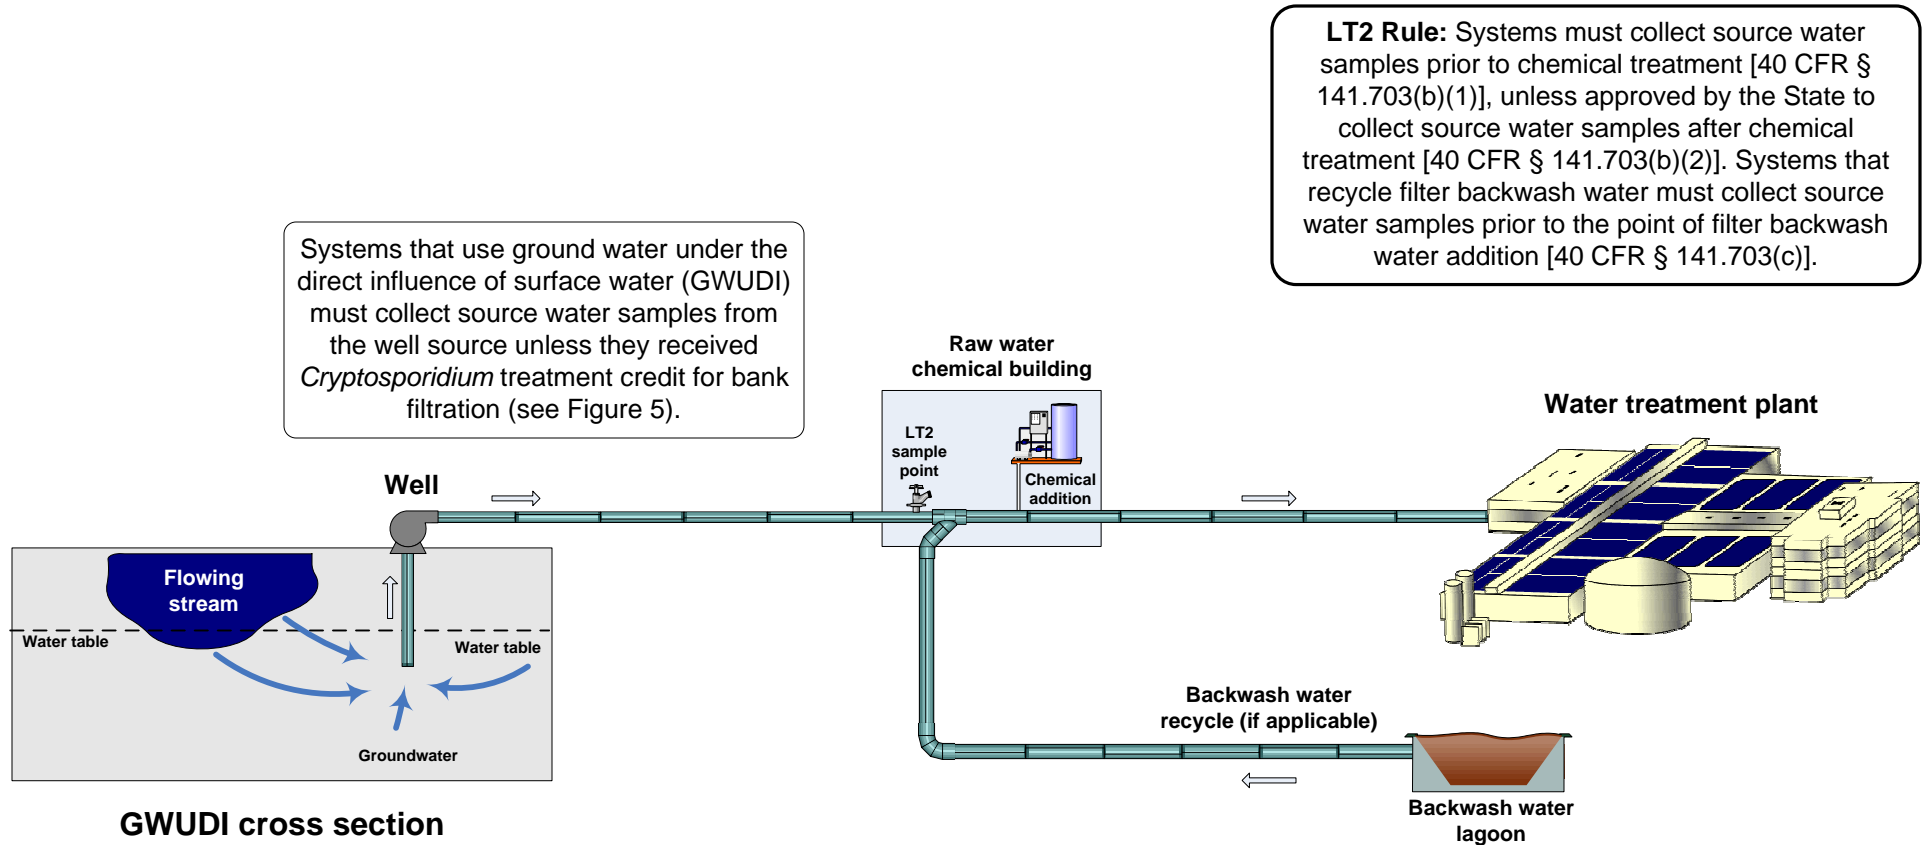 LT2 Rule: Systems must collect source water
samples prior to chemical treatment [40 CFR §
141.703(b)(1)], unless approved by the State to
collect source water samples after chemical
treatment [40 CFR § 141.703(b)(2)]. Systems that
recycle filter backwash water must collect source
water samples prior to the point of filter backwash
water addition [40 CFR § 141.703(c)].
Systems that use ground water under the
direct influence of surface water (GWUDI)
must collect source water samples from
the well source unless they received
Cryptosporidium treatment credit for bank
filtration (see Figure 5).
Raw water
chemical building
LT2
sample
point
Chemical
addition
Water treatment plant
Well
Flowing
stream
Water table
Water table
Groundwater
GWUDI cross section
Backwash water
recycle (if applicable)
Backwash water
lagoon